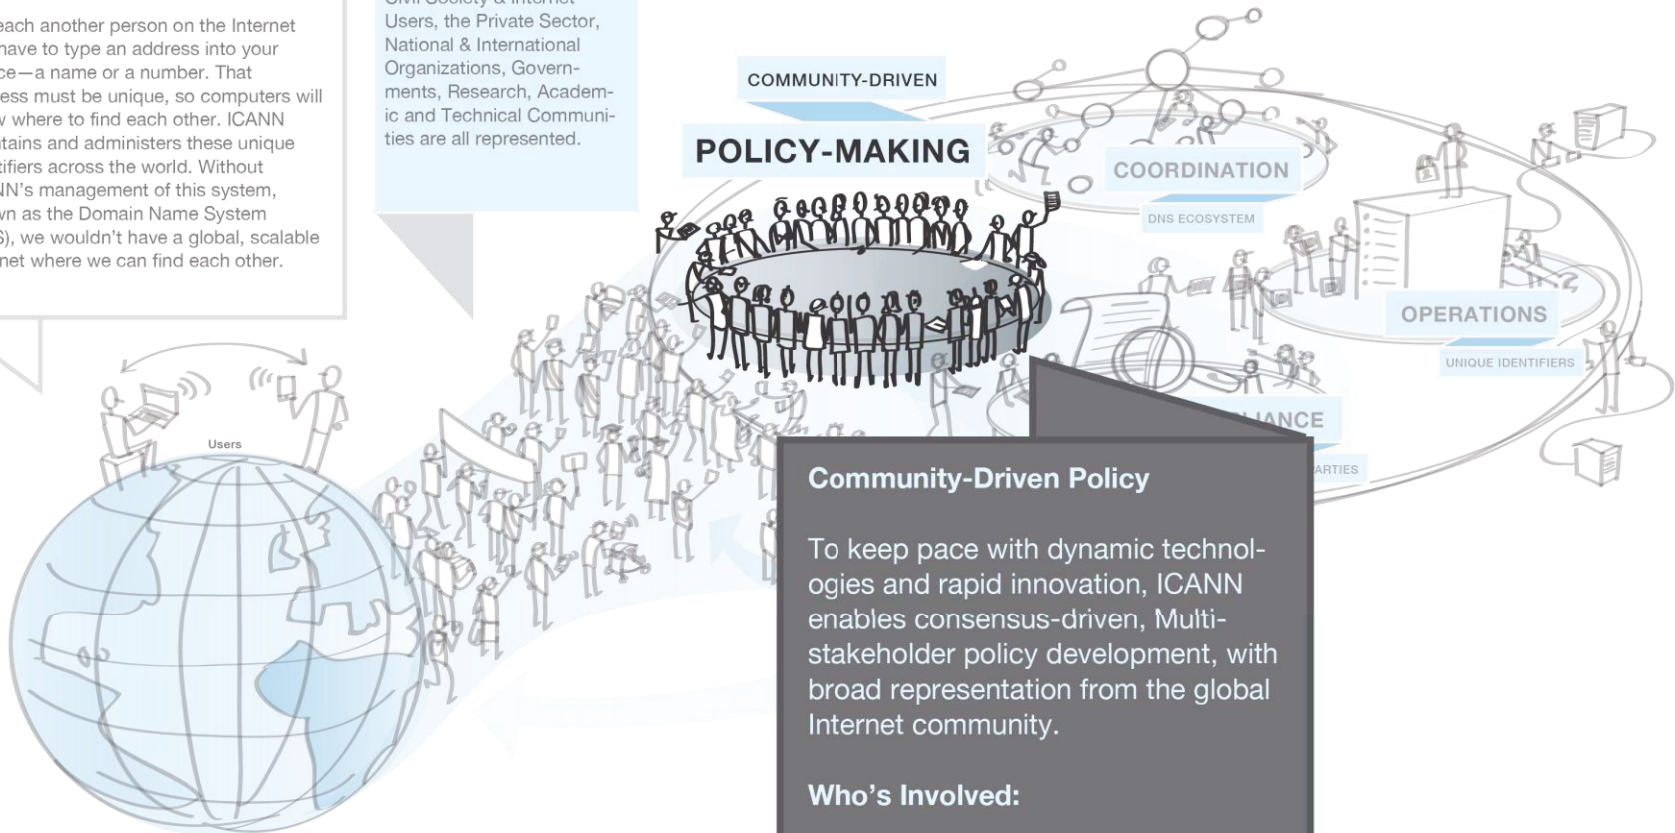 each another person on the Internet
have to type an address into your
ce—a name or a number. That
ess must be unique, so computers will
w where to find each other. ICANN
ntains and administers these unique
tifiers across the world. Without
NN's management of this system,
wn as the Domain Name System
S), we wouldn't have a global, scalable
net where we can find each other.
Civil Society & Internet
Users, the Private Sector,
National & International
Organizations, Govern-
ments, Research, Academ-
ic and Technical Communi-
ties are all represented.
COMMUNITY-DRIVEN
POLICY-MAKING
COORDINATION
DNS ECOSYSTEM
OPERATIONS
UNIQUE IDENTIFIERS
LIANCE
ARTIES
Users
Community-Driven Policy
To keep pace with dynamic technol-
ogies and rapid innovation, ICANN
enables consensus-driven, Multi-
stakeholder policy development, with
broad representation from the global
Internet community.
Who's Involved: